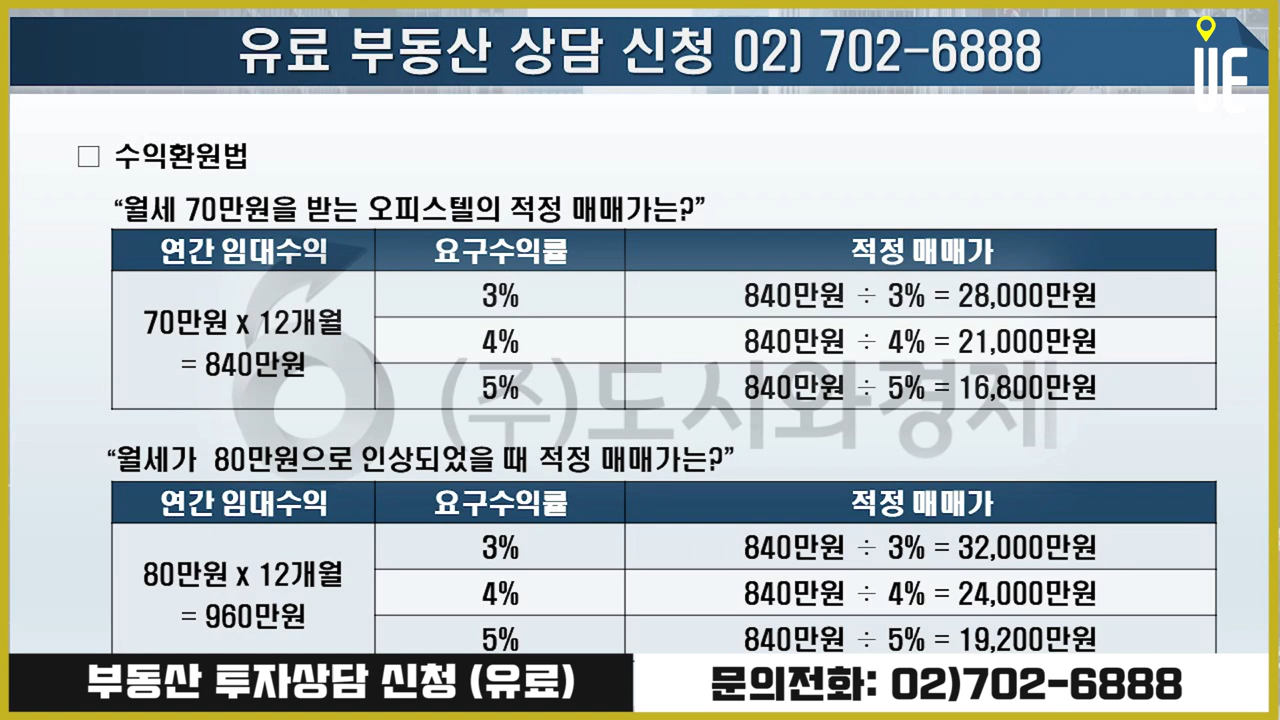 유료 부동산 상담 신청 02) 702-6888
UE
□ 수익환원법
“월세 70만원을 받는 오피스텔의 적정 매매가는?”
연간 임대수익 요구수익률 적정 매매가
70만원 x 12개월
= 840만원
3% 840만원 ÷ 3% = 28,000만원
4% 840만원 ÷ 4% = 21,000만원
5% 840만원 ÷ 5% = 16,800만원
(주)도시와경제
“월세가 80만원으로 인상되었을 때 적정 매매가는?”
연간 임대수익 요구수익률 적정 매매가
80만원 x 12개월
= 960만원
3% 840만원 ÷ 3% = 32,000만원
4% 840만원 ÷ 4% = 24,000만원
5% 840만원 ÷ 5% = 19,200만원
부동산 투자상담 신청 (유료)
문의전화: 02)702-6888